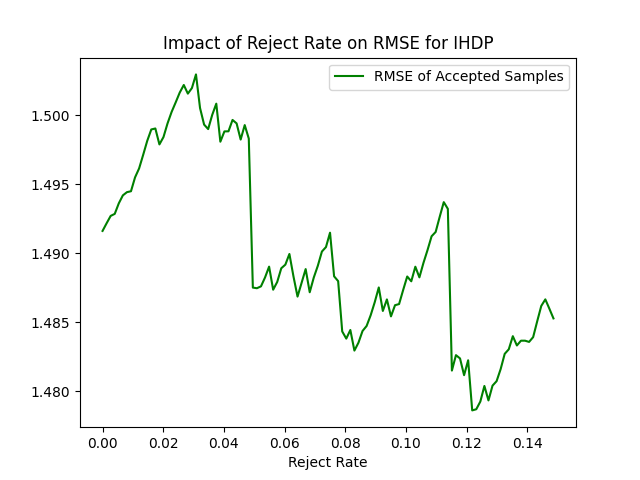 Impact of Reject Rate on RMSE for IHDP
RMSE of Accepted Samples
1.500
1.495
1.490
1.485
1.480
0.00 0.02 0.04 0.06 0.08 0.10 0.12 0.14
Reject Rate